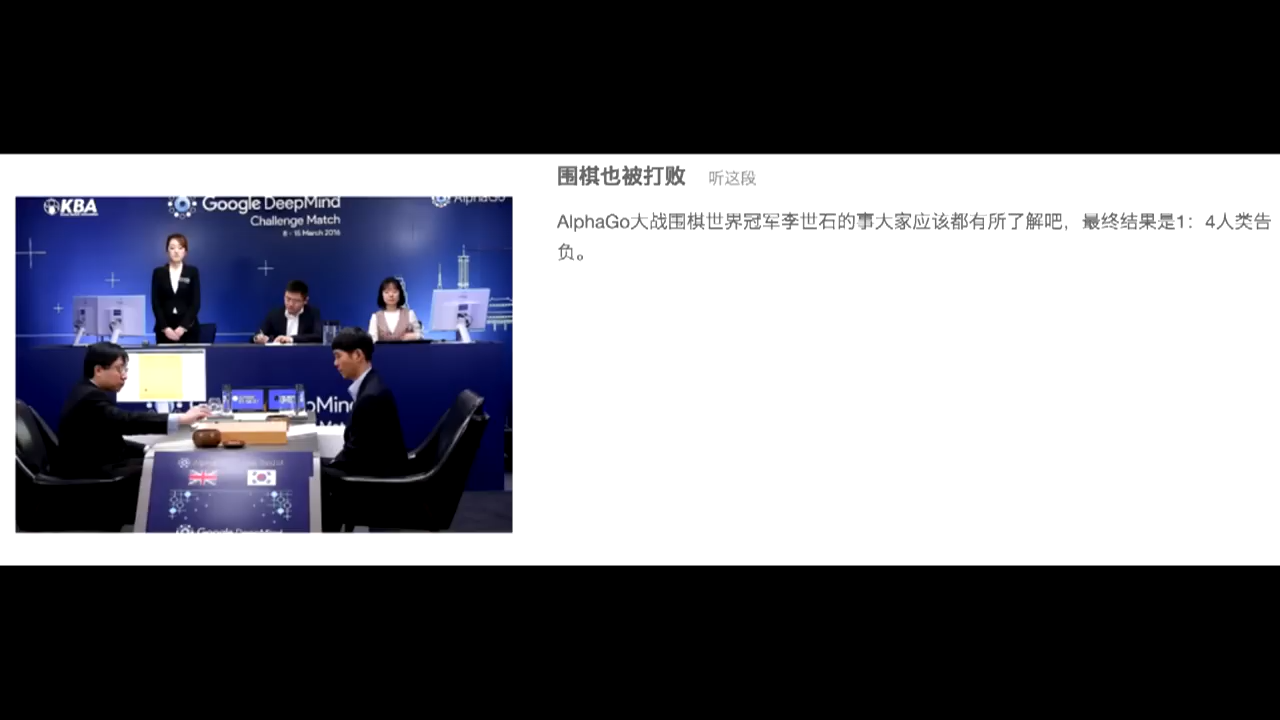 围棋也被打败 听这段
AlphaGo大战围棋世界冠军李世石的事大家应该都有所了解吧，最终结果是1：4人类告
负。
KBA
Google DeepMind
Challenge Match
8 - 15 March 2016
AlphaGo
Google DeepMind